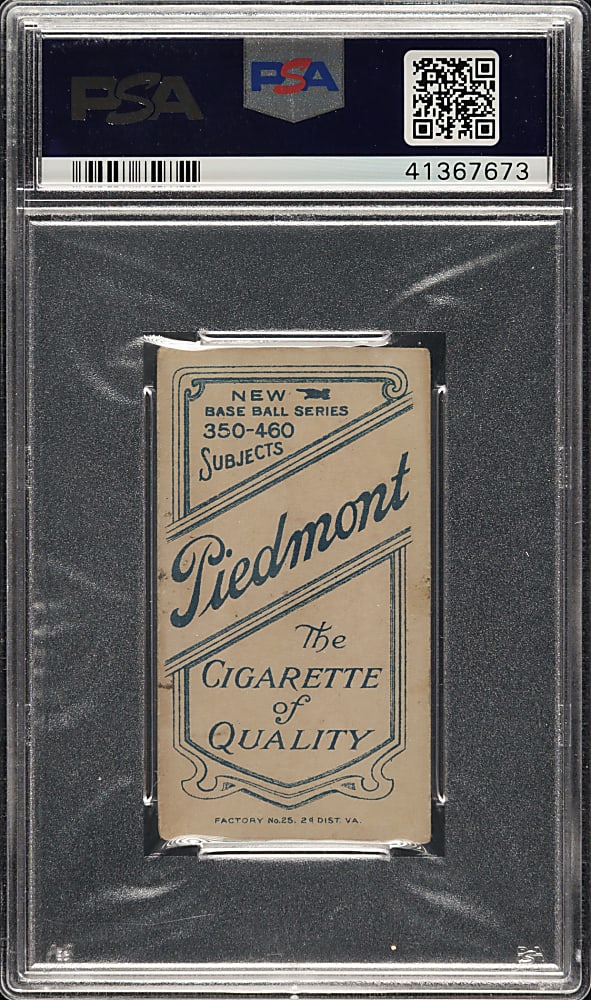 PSA
PSA
41367673
NEW
BASE BALL SERIES
350-460
SUBJECTS
Piedmont
The
CIGARETTE
of
QUALITY
FACTORY No.25. 2d DIST. VA.